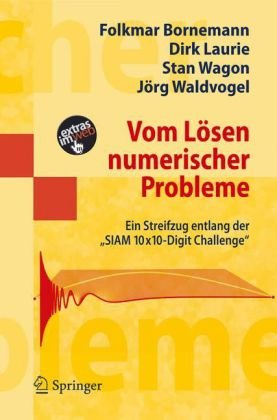 Folkmar Bornemann
Dirk Laurie
Stan Wagon
Jörg Waldvogel
extras
im web
Vom Lösen
numerischer
Probleme
Ein Streifzug entlang der
„SIAM 10x10-Digit Challenge“
Springer